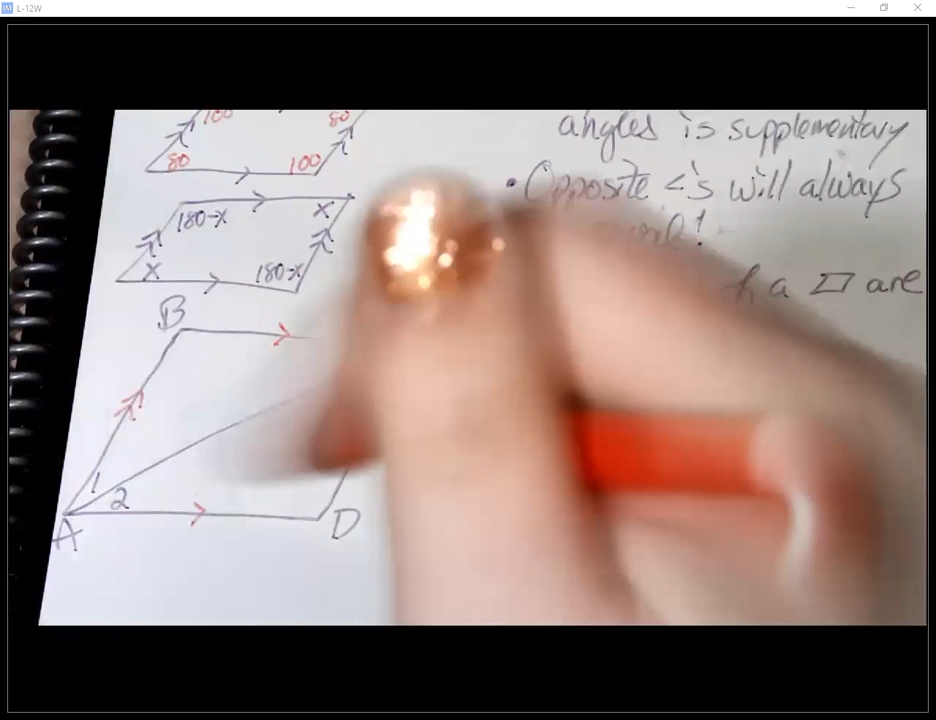 L-12W
100
80
80
100
180-x
x
x
180-x
B
1
2
A
D
angles is supplementary
• Opposite <'s will always
!
a ▱ are